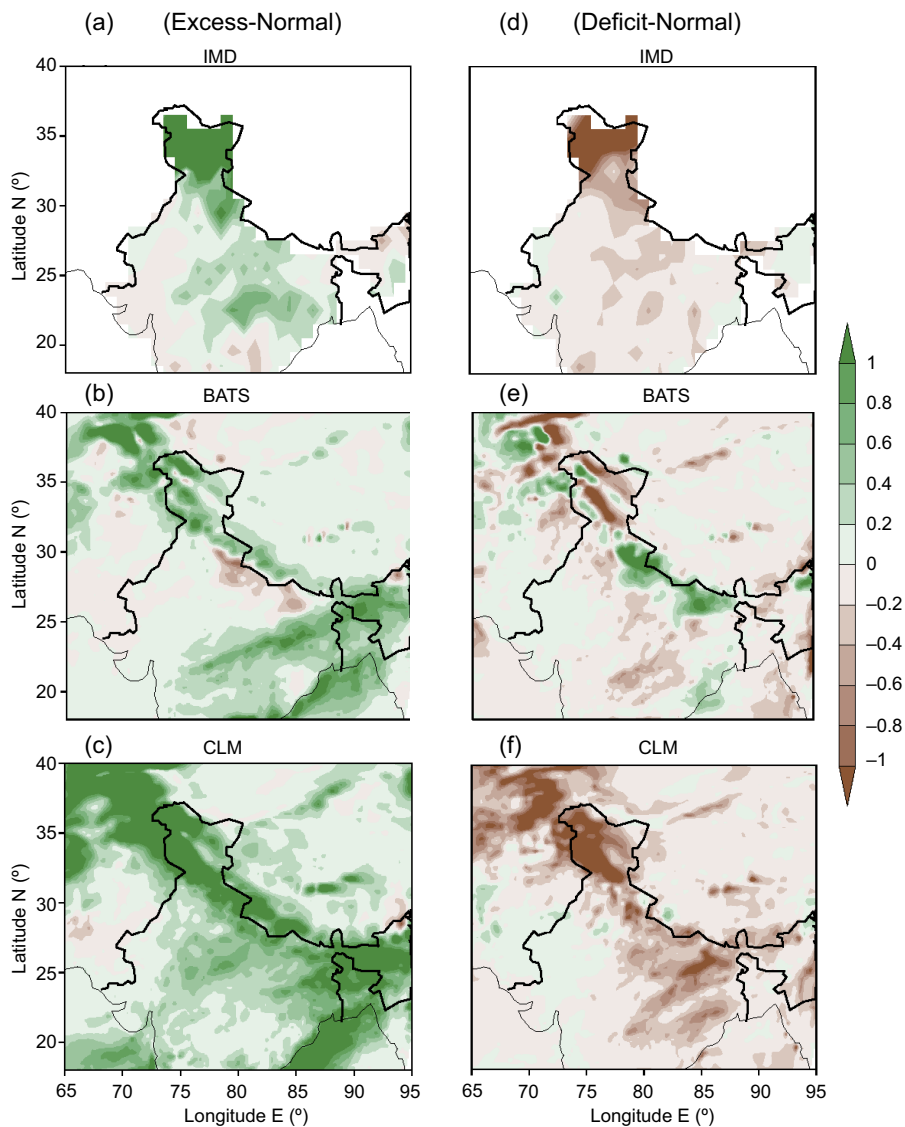 (a) (Excess-Normal)
IMD
40
35
30
25
20
Latitude N (º)
(d) (Deficit-Normal)
IMD
(b) BATS
40
35
30
25
20
Latitude N (º)
(e) BATS
(c) CLM
40
35
30
25
20
Latitude N (º)
65 70 75 80 85 90 95
Longitude E (º)
(f) CLM
65 70 75 80 85 90 95
Longitude E (º)
1
0.8
0.6
0.4
0.2
0
–0.2
–0.4
–0.6
–0.8
–1